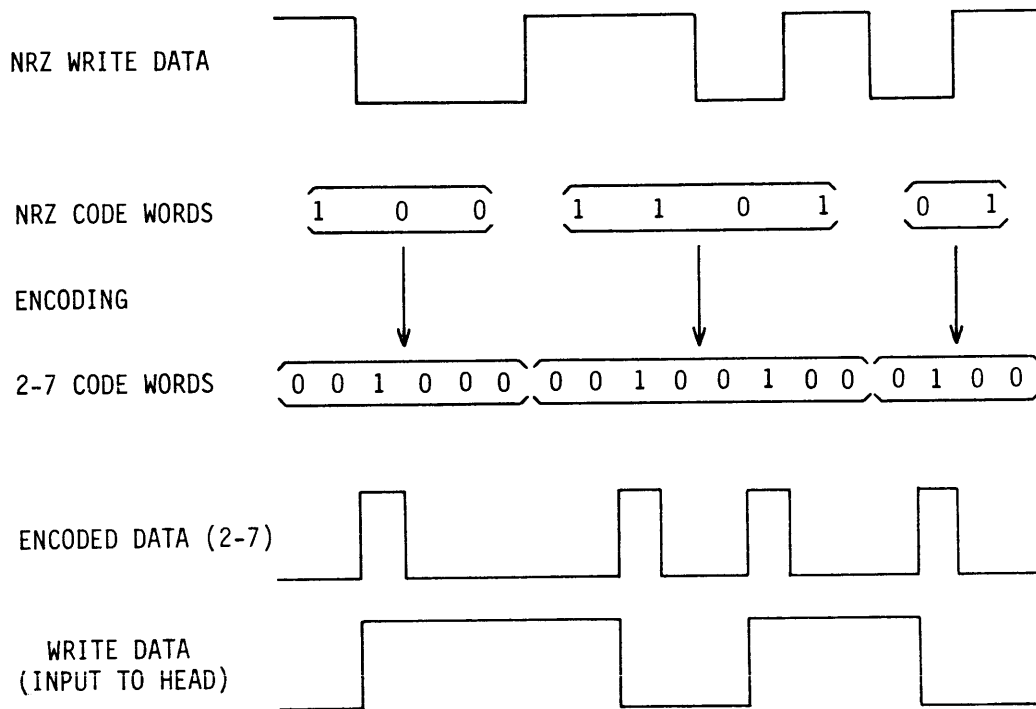 NRZ WRITE DATA
NRZ CODE WORDS 1 0 0 1 1 0 1 0 1
ENCODING
2-7 CODE WORDS 0 0 1 0 0 0 0 0 1 0 0 1 0 0 0 1 0 0
ENCODED DATA (2-7)
WRITE DATA
(INPUT TO HEAD)